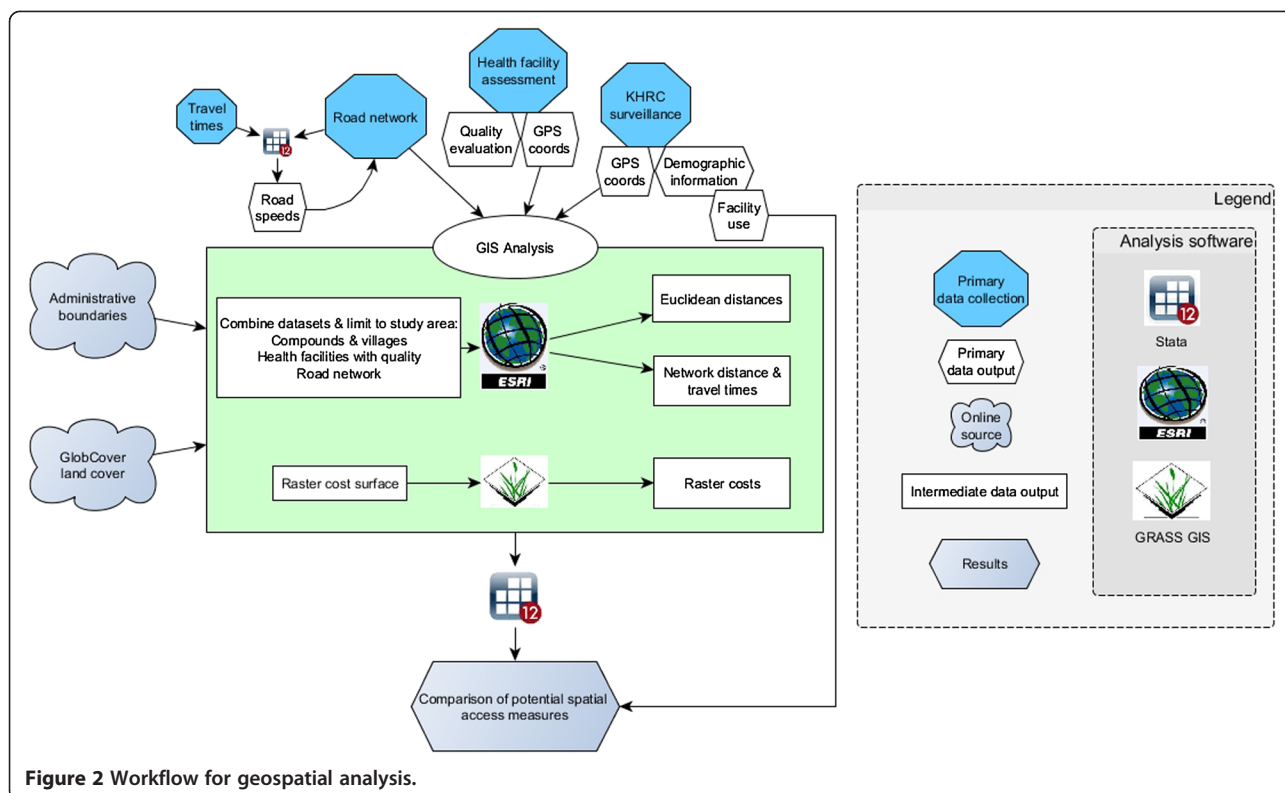 Health facility
assessment
KHRC
surveillance
Travel
times
Road network
12
Quality
evaluation
GPS
coords
GPS
coords
Demographic
information
Road
speeds
Facility
use
GIS Analysis
Administrative
boundaries
Combine datasets & limit to study area:
Compounds & villages
Health facilities with quality
Road network
ESRI
Euclidean distances
Network distance &
travel times
GlobCover
land cover
Raster cost surface
Raster costs
12
Comparison of potential spatial
access measures
Legend
Primary
data collection
Primary
data output
Online
source
Intermediate data output
Results
Analysis software
12
Stata
ESRI
GRASS GIS
Figure 2 Workflow for geospatial analysis.